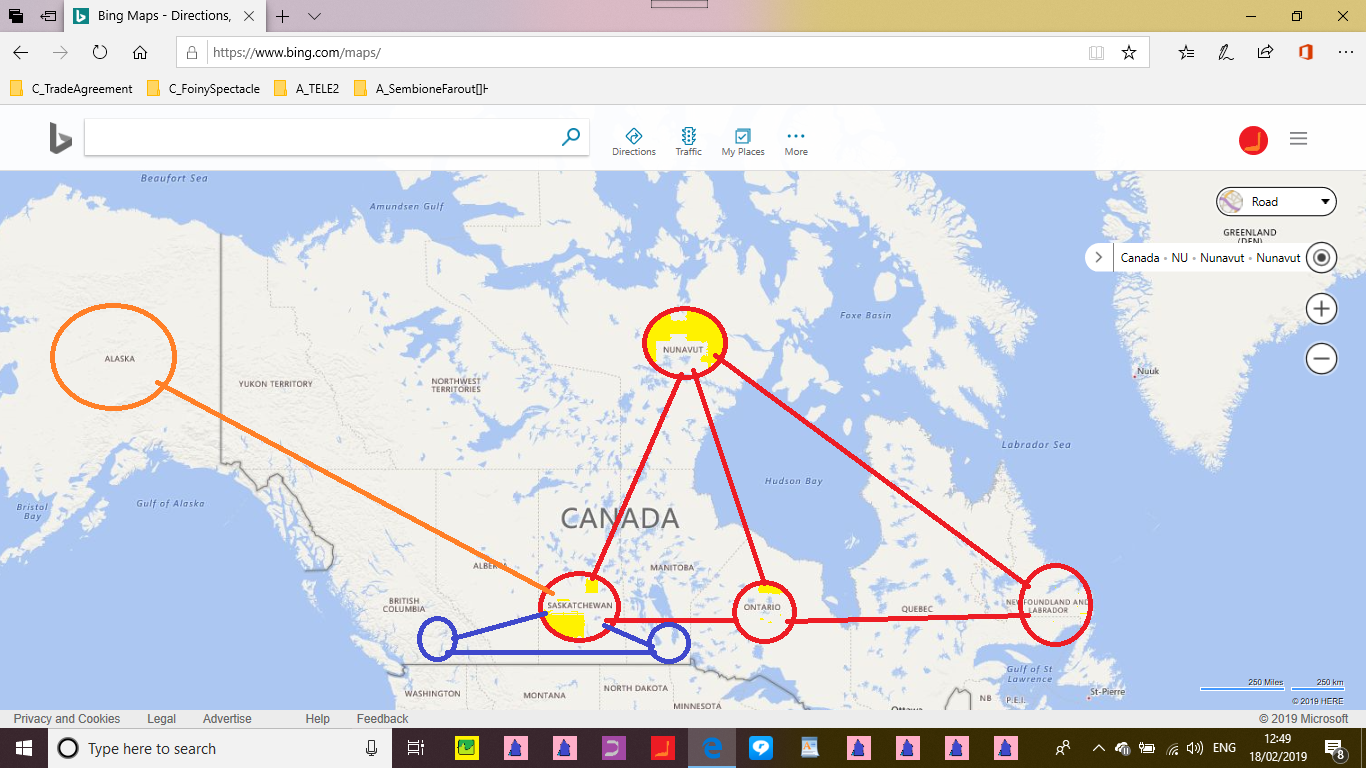 Bing Maps - Directions,
https://www.bing.com/maps/
C_TradeAgreement
C_FoinySpectacle
A_TELE2
A_SembioneFarout[]H
Directions
Traffic
My Places
More
Beaufort Sea
Amundsen Gulf
Road
GREENLAND
(DEN)
Canada • NU • Nunavut • Nunavut
Foxe Basin
ALASKA
NUNAVUT
YUKON TERRITORY
NORTHWEST
TERRITORIES
Nuuk
Labrador Sea
Hudson Bay
Gulf of Alaska
Bristol
Bay
CANADA
ALBERTA
MANITOBA
BRITISH
COLUMBIA
SASKATCHEWAN
ONTARIO
QUEBEC
NEWFOUNDLAND AND
LABRADOR
Gulf of St
Lawrence
WASHINGTON
MONTANA
NORTH DAKOTA
MINNESOTA
Ottawa
NB
P.E.I.
St-Pierre
250 Miles
250 km
© 2019 HERE
Privacy and Cookies
Legal
Advertise
Help
Feedback
© 2019 Microsoft
Type here to search
ENG
12:49
18/02/2019
8